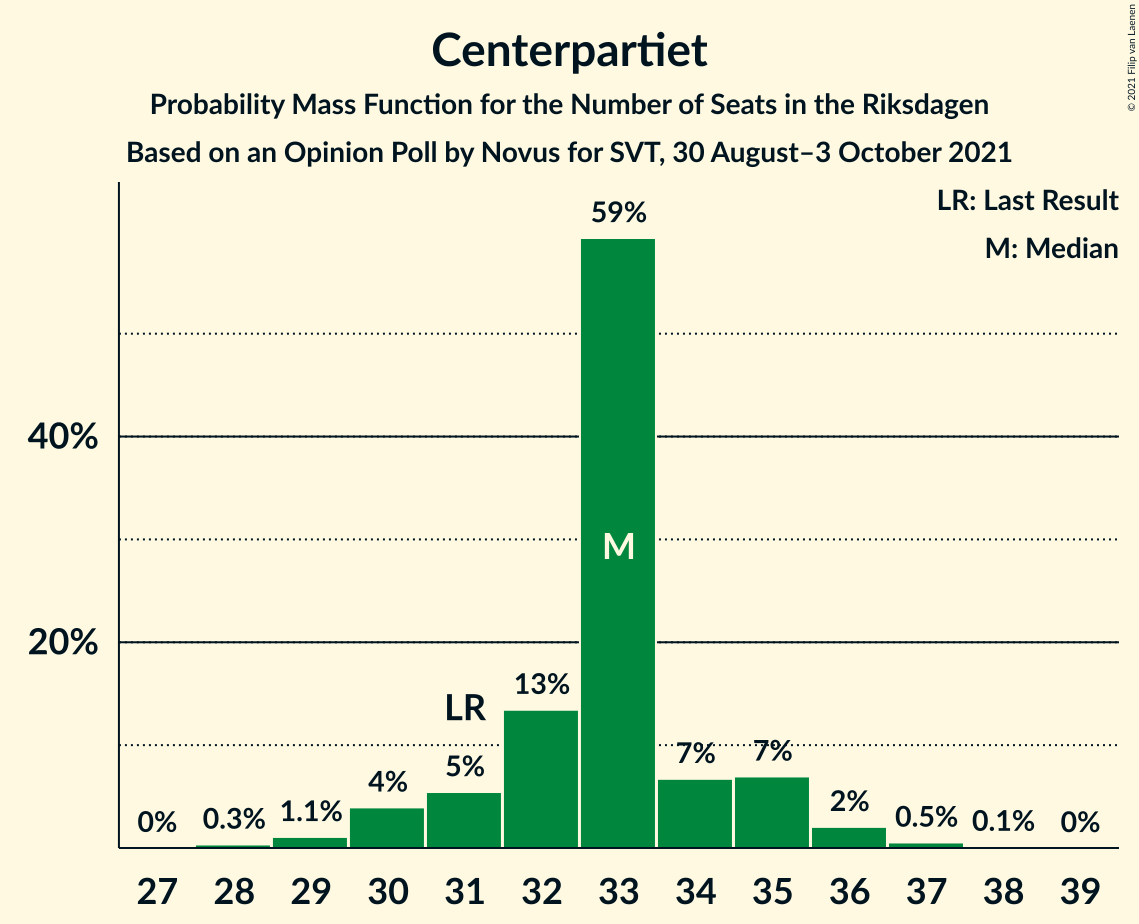 Centerpartiet
Probability Mass Function for the Number of Seats in the Riksdagen
Based on an Opinion Poll by Novus for SVT, 30 August–3 October 2021
© 2021 Filip van Laenen
LR: Last Result
M: Median
59%
40%
M
20%
13%
LR
7%
7%
5%
4%
2%
1.1%
0.5%
0.3%
0.1%
0%
0%
27 28 29 30 31 32 33 34 35 36 37 38 39